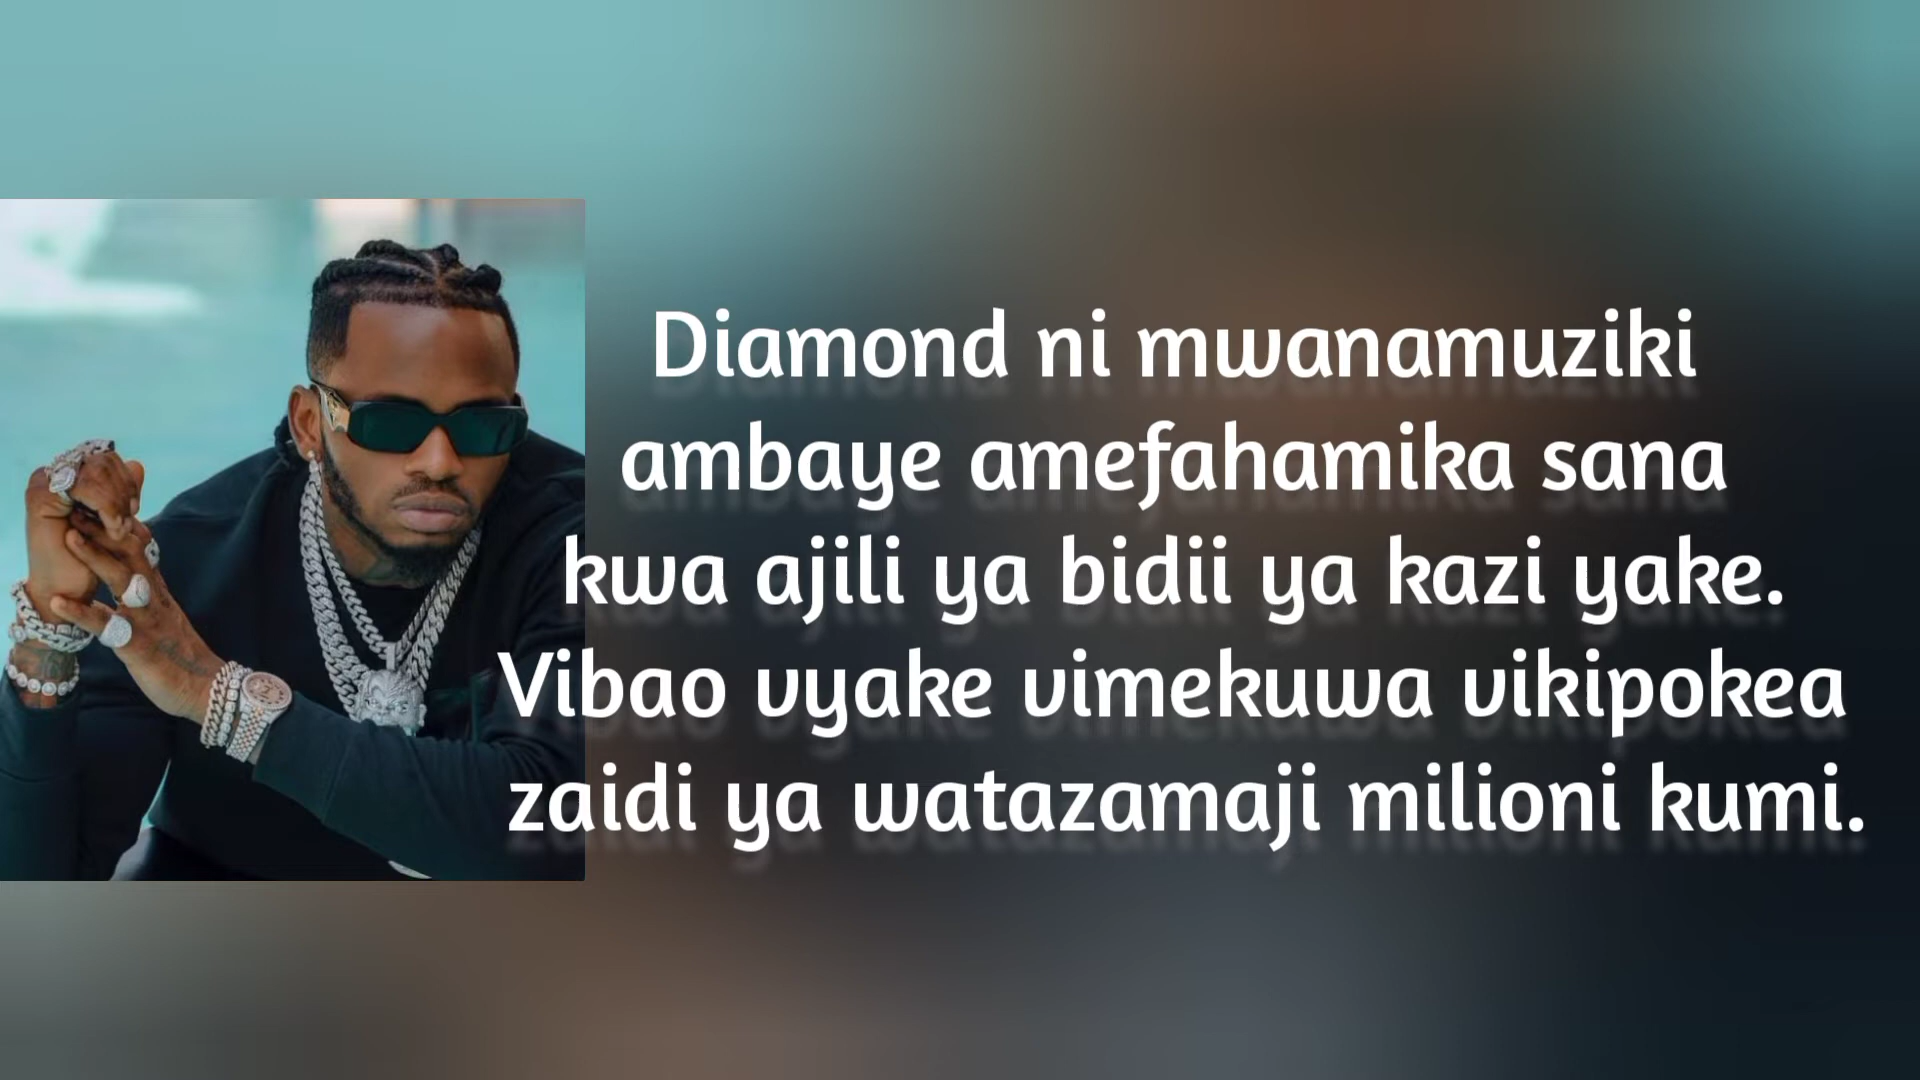 Diamond ni mwanamuziki
ambaye amefahamika sana
kwa ajili ya bidii ya kazi yake.
Vibao vyake vimekuwa vikipokea
zaidi ya watazamaji milioni kumi.